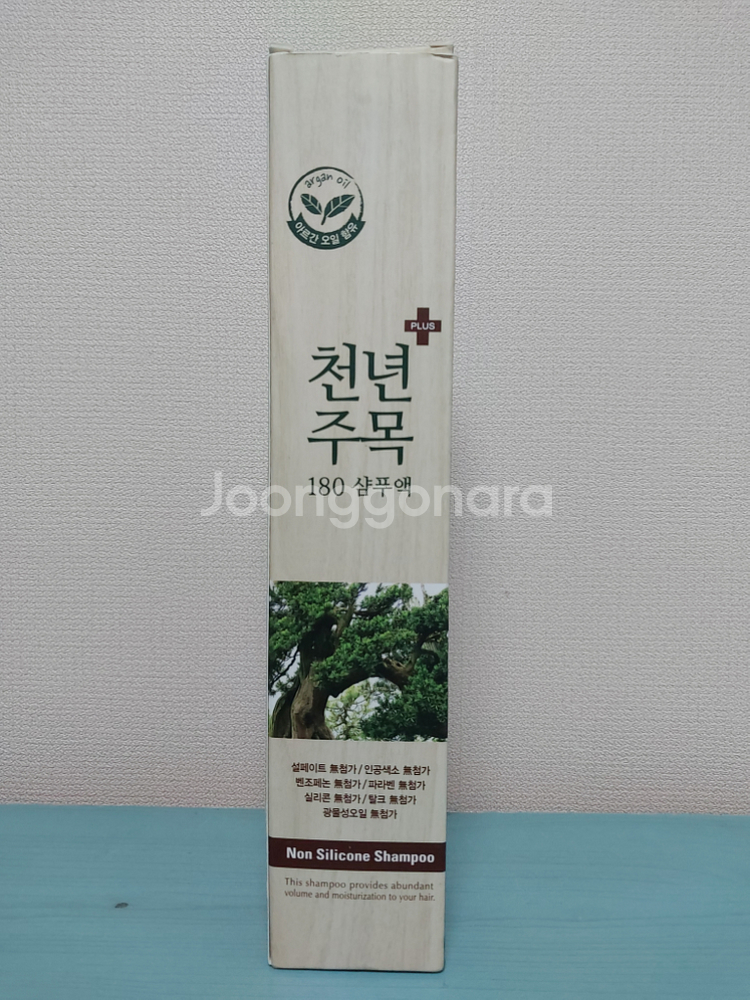 argan oil
아르간 오일 함유
PLUS
천년
주목
180 샴푸액
Joonggonara
설페이트 無첨가 / 인공색소 無첨가
벤조페논 無첨가 / 파라벤 無첨가
실리콘 無첨가 / 탈크 無첨가
광물성오일 無첨가
Non Silicone Shampoo
This shampoo provides abundant
volume and moisturization to your hair.